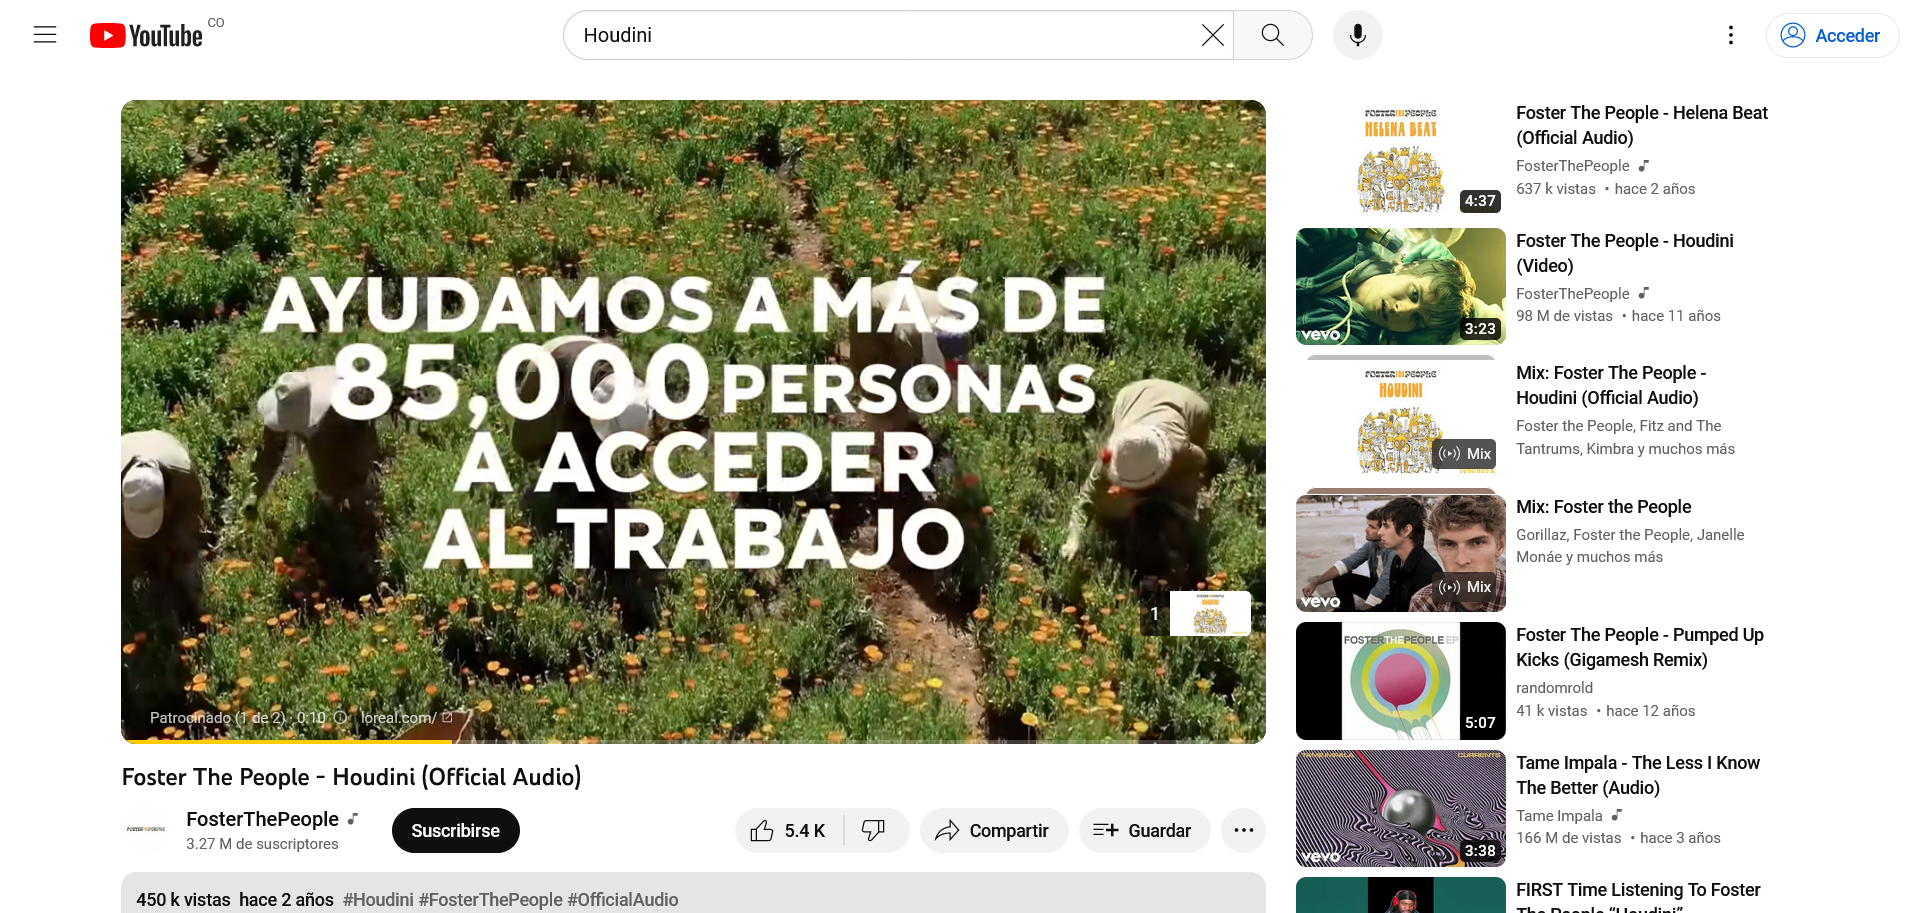 YouTube CO
Houdini
Acceder
AYUDAMOS A MÁS DE
85,000 PERSONAS
A ACCEDER
AL TRABAJO
1
HOUDINI
Patrocinado (1 de 2) · 0:10 loreal.com/
Foster The People - Houdini (Official Audio)
FOSTER THE PEOPLE
FosterThePeople
3.27 M de suscriptores
Suscribirse
5.4 K
Compartir
Guardar
450 k vistas hace 2 años #Houdini #FosterThePeople #OfficialAudio
FOSTER THE PEOPLE
HELENA BEAT
4:37
Foster The People - Helena Beat
(Official Audio)
FosterThePeople
637 k vistas • hace 2 años
vevo
3:23
Foster The People - Houdini
(Video)
FosterThePeople
98 M de vistas • hace 11 años
FOSTER THE PEOPLE
HOUDINI
Mix
Mix: Foster The People -
Houdini (Official Audio)
Foster the People, Fitz and The
Tantrums, Kimbra y muchos más
vevo
Mix
Mix: Foster the People
Gorillaz, Foster the People, Janelle
Monáe y muchos más
FOSTERTHEPEOPLE EP
5:07
Foster The People - Pumped Up
Kicks (Gigamesh Remix)
randomrold
41 k vistas • hace 12 años
TAME IMPALA
CURRENTS
vevo
3:38
Tame Impala - The Less I Know
The Better (Audio)
Tame Impala
166 M de vistas • hace 3 años
FIRST Time Listening To Foster
The People “Houdini”